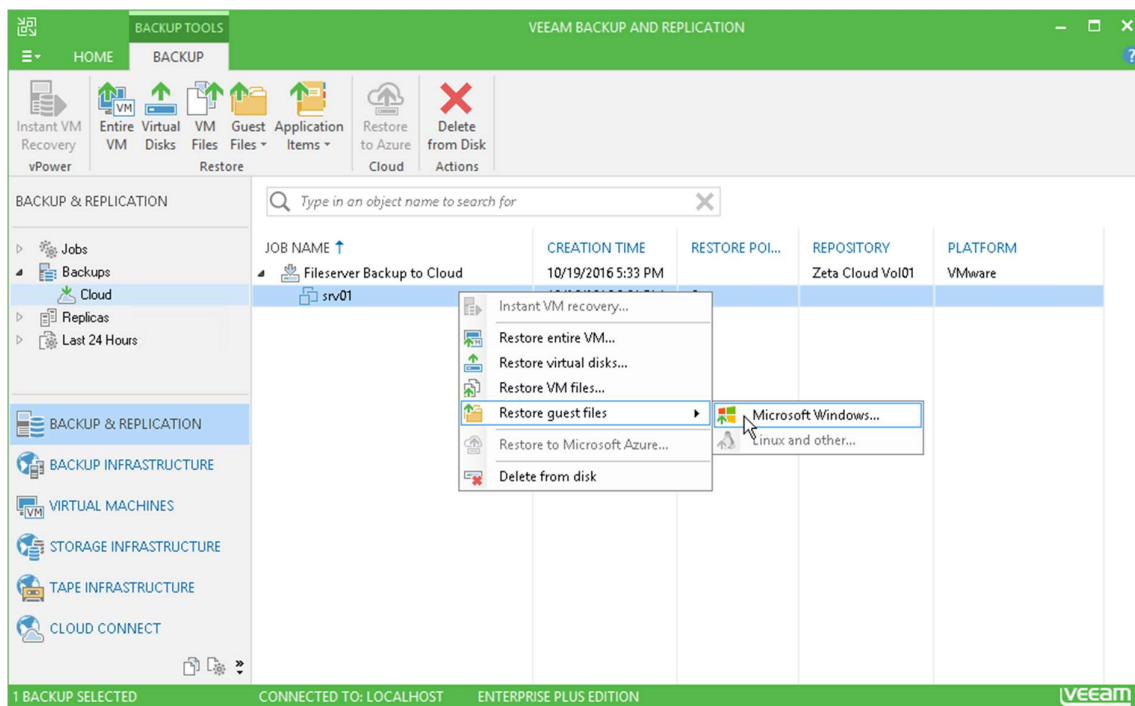 BACKUP TOOLS
VEEAM BACKUP AND REPLICATION
HOME BACKUP
Instant VM Recovery
Entire VM
Virtual Disks
VM Files
Guest Files
Application Items
Restore to Azure
Delete from Disk
vPower
Restore
Cloud
Actions
BACKUP & REPLICATION
Jobs
Backups
Cloud
Replicas
Last 24 Hours
Type in an object name to search for
JOB NAME CREATION TIME RESTORE POI... REPOSITORY PLATFORM
Fileserver Backup to Cloud 10/19/2016 5:33 PM Zeta Cloud Vol01 VMware
srv01
Instant VM recovery...
Restore entire VM...
Restore virtual disks...
Restore VM files...
Restore guest files
Restore to Microsoft Azure...
Delete from disk
Microsoft Windows...
Linux and other...
BACKUP & REPLICATION
BACKUP INFRASTRUCTURE
VIRTUAL MACHINES
STORAGE INFRASTRUCTURE
TAPE INFRASTRUCTURE
CLOUD CONNECT
1 BACKUP SELECTED CONNECTED TO: LOCALHOST ENTERPRISE PLUS EDITION veeam